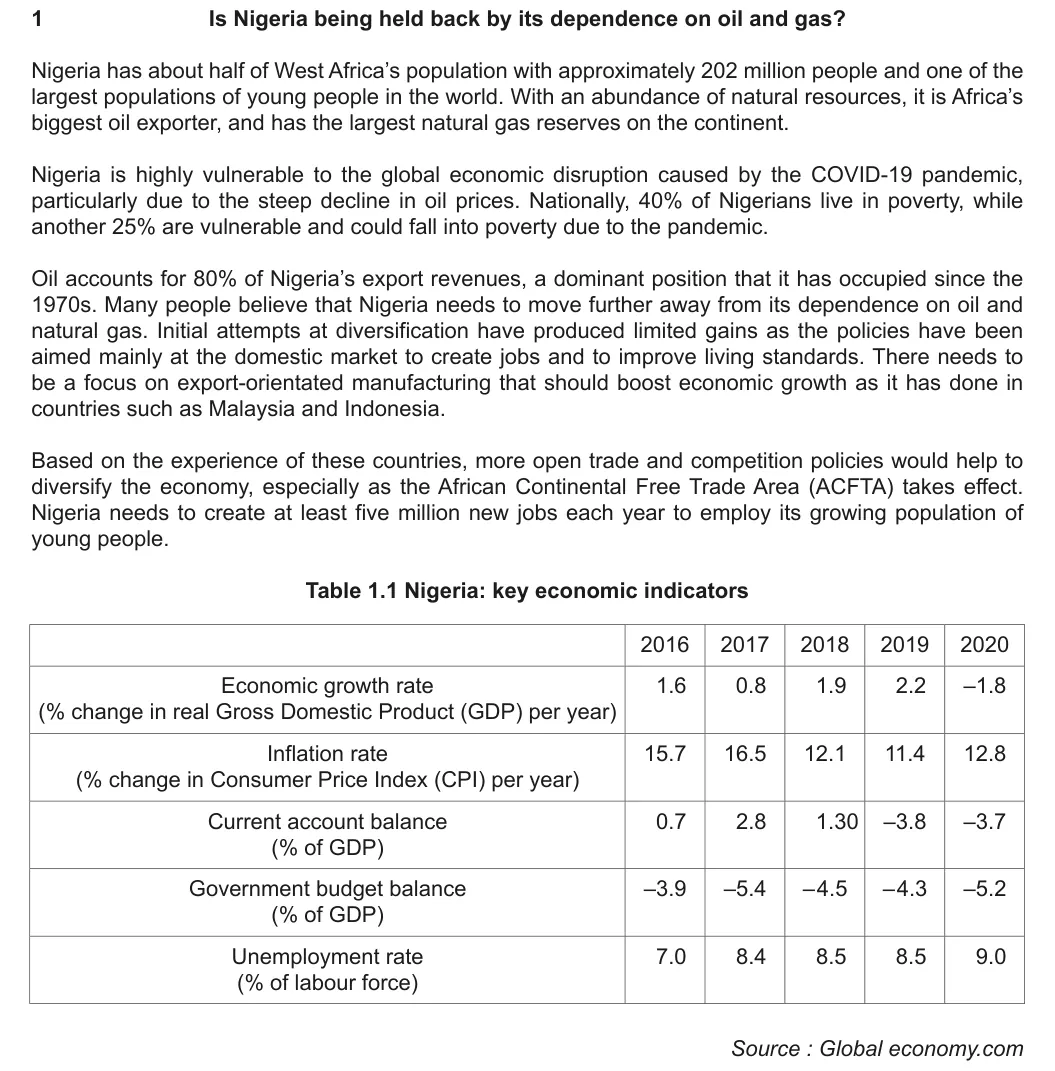 1 Is Nigeria being held back by its dependence on oil and gas?
Nigeria has about half of West Africa’s population with approximately 202 million people and one of the
largest populations of young people in the world. With an abundance of natural resources, it is Africa’s
biggest oil exporter, and has the largest natural gas reserves on the continent.
Nigeria is highly vulnerable to the global economic disruption caused by the COVID-19 pandemic,
particularly due to the steep decline in oil prices. Nationally, 40% of Nigerians live in poverty, while
another 25% are vulnerable and could fall into poverty due to the pandemic.
Oil accounts for 80% of Nigeria’s export revenues, a dominant position that it has occupied since the
1970s. Many people believe that Nigeria needs to move further away from its dependence on oil and
natural gas. Initial attempts at diversification have produced limited gains as the policies have been
aimed mainly at the domestic market to create jobs and to improve living standards. There needs to
be a focus on export-orientated manufacturing that should boost economic growth as it has done in
countries such as Malaysia and Indonesia.
Based on the experience of these countries, more open trade and competition policies would help to
diversify the economy, especially as the African Continental Free Trade Area (ACFTA) takes effect.
Nigeria needs to create at least five million new jobs each year to employ its growing population of
young people.
Table 1.1 Nigeria: key economic indicators
2016 2017 2018 2019 2020
Economic growth rate 1.6 0.8 1.9 2.2 –1.8
(% change in real Gross Domestic Product (GDP) per year)
Inflation rate 15.7 16.5 12.1 11.4 12.8
(% change in Consumer Price Index (CPI) per year)
Current account balance 0.7 2.8 1.30 –3.8 –3.7
(% of GDP)
Government budget balance –3.9 –5.4 –4.5 –4.3 –5.2
(% of GDP)
Unemployment rate 7.0 8.4 8.5 8.5 9.0
(% of labour force)
Source : Global economy.com